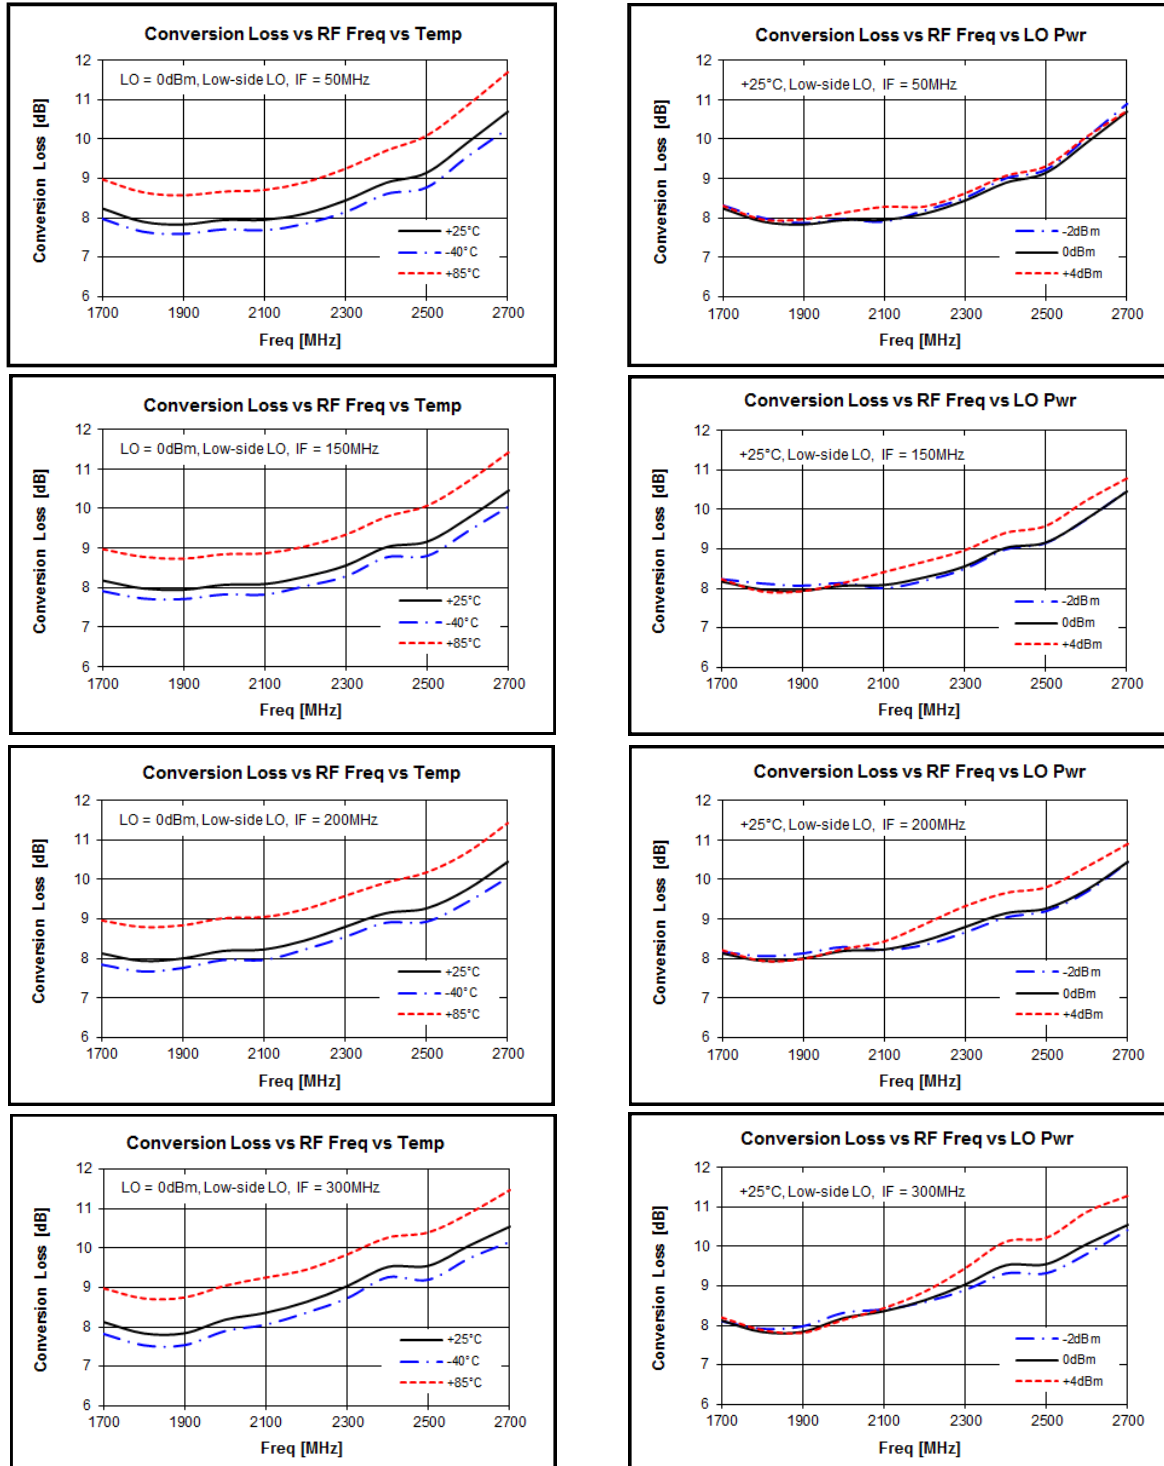 Conversion Loss vs RF Freq vs Temp
LO = 0dBm, Low-side LO, IF = 50MHz
Conversion Loss [dB]
12
11
10
9
8
7
6
+25°C
-40°C
+85°C
1700 1900 2100 2300 2500 2700
Freq [MHz]
Conversion Loss vs RF Freq vs LO Pwr
+25°C, Low-side LO, IF = 50MHz
Conversion Loss [dB]
12
11
10
9
8
7
6
-2dBm
0dBm
+4dBm
1700 1900 2100 2300 2500 2700
Freq [MHz]
Conversion Loss vs RF Freq vs Temp
LO = 0dBm, Low-side LO, IF = 150MHz
Conversion Loss [dB]
12
11
10
9
8
7
6
+25°C
-40°C
+85°C
1700 1900 2100 2300 2500 2700
Freq [MHz]
Conversion Loss vs RF Freq vs LO Pwr
+25°C, Low-side LO, IF = 150MHz
Conversion Loss [dB]
12
11
10
9
8
7
6
-2dBm
0dBm
+4dBm
1700 1900 2100 2300 2500 2700
Freq [MHz]
Conversion Loss vs RF Freq vs Temp
LO = 0dBm, Low-side LO, IF = 200MHz
Conversion Loss [dB]
12
11
10
9
8
7
6
+25°C
-40°C
+85°C
1700 1900 2100 2300 2500 2700
Freq [MHz]
Conversion Loss vs RF Freq vs LO Pwr
+25°C, Low-side LO, IF = 200MHz
Conversion Loss [dB]
12
11
10
9
8
7
6
-2dBm
0dBm
+4dBm
1700 1900 2100 2300 2500 2700
Freq [MHz]
Conversion Loss vs RF Freq vs Temp
LO = 0dBm, Low-side LO, IF = 300MHz
Conversion Loss [dB]
12
11
10
9
8
7
6
+25°C
-40°C
+85°C
1700 1900 2100 2300 2500 2700
Freq [MHz]
Conversion Loss vs RF Freq vs LO Pwr
+25°C, Low-side LO, IF = 300MHz
Conversion Loss [dB]
12
11
10
9
8
7
6
-2dBm
0dBm
+4dBm
1700 1900 2100 2300 2500 2700
Freq [MHz]